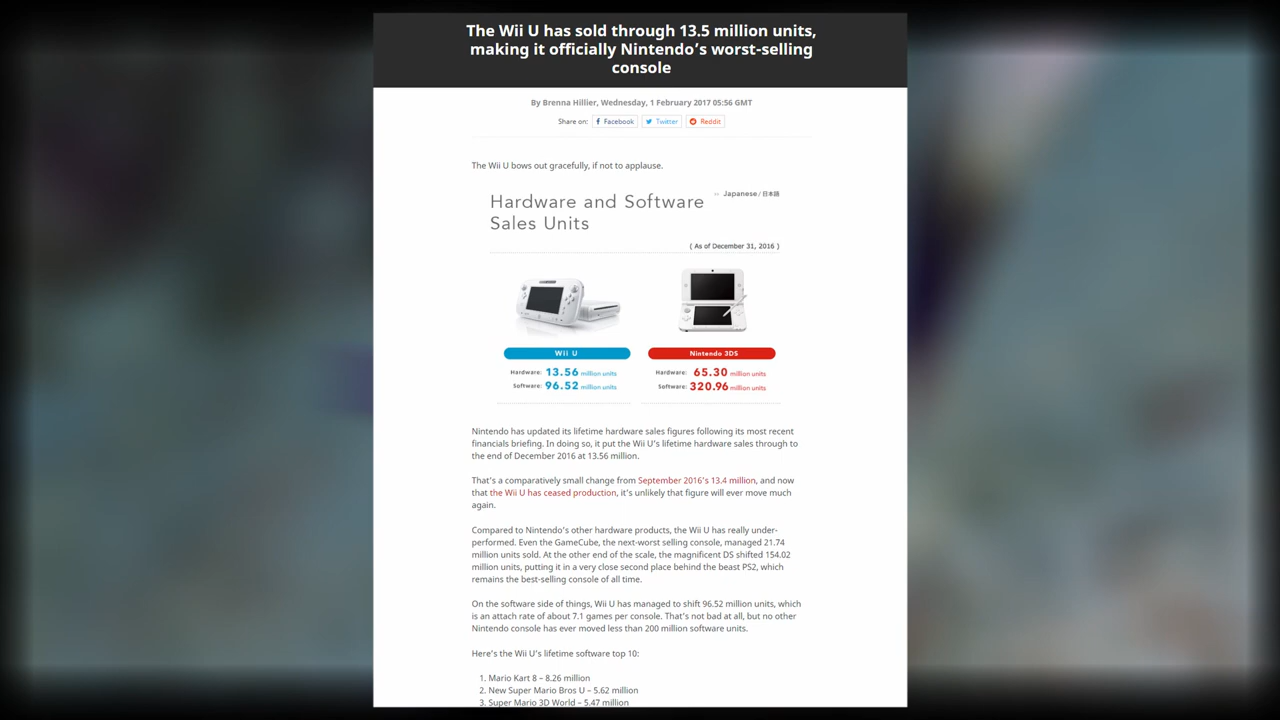 The Wii U has sold through 13.5 million units,
making it officially Nintendo's worst-selling
console
By Brenna Hillier, Wednesday, 1 February 2017 05:56 GMT
Share on: Facebook Twitter Reddit
The Wii U bows out gracefully, if not to applause.
Japanese / 日本語
Hardware and Software
Sales Units
( As of December 31, 2016 )
Wii U
Hardware: 13.56 million units
Software: 96.52 million units
Nintendo 3DS
Hardware: 65.30 million units
Software: 320.96 million units
Nintendo has updated its lifetime hardware sales figures following its most recent
financials briefing. In doing so, it put the Wii U's lifetime hardware sales through to
the end of December 2016 at 13.56 million.
That's a comparatively small change from September 2016's 13.4 million, and now
that the Wii U has ceased production, it's unlikely that figure will ever move much
again.
Compared to Nintendo's other hardware products, the Wii U has really under-
performed. Even the GameCube, the next-worst selling console, managed 21.74
million units sold. At the other end of the scale, the magnificent DS shifted 154.02
million units, putting it in a very close second place behind the beast PS2, which
remains the best-selling console of all time.
On the software side of things, Wii U has managed to shift 96.52 million units, which
is an attach rate of about 7.1 games per console. That's not bad at all, but no other
Nintendo console has ever moved less than 200 million software units.
Here's the Wii U's lifetime software top 10:
1. Mario Kart 8 – 8.26 million
2. New Super Mario Bros U – 5.62 million
3. Super Mario 3D World – 5.47 million